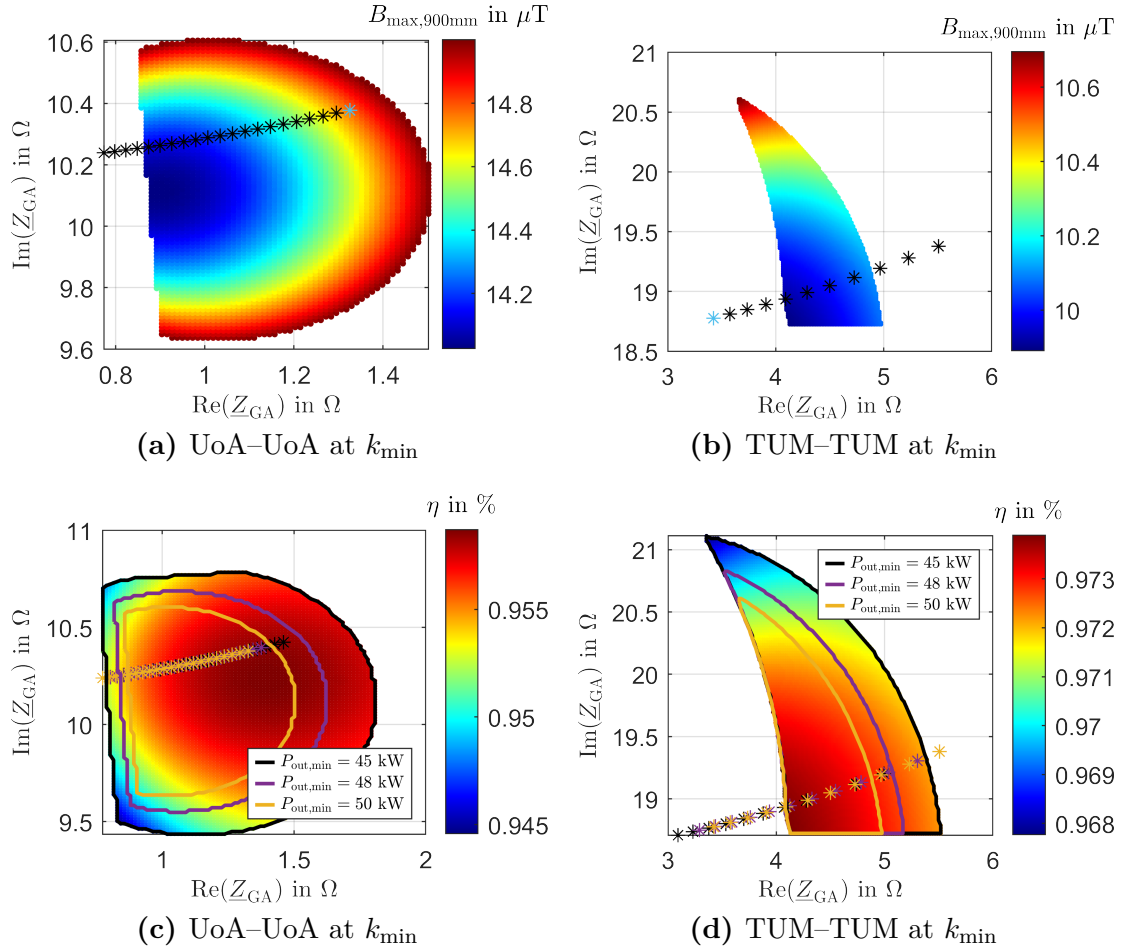 B_max,900mm in μT
10.6
10.4
10.2
10
9.8
9.6
0.8 1 1.2 1.4
14.8
14.6
14.4
14.2
Im(Z_GA) in Ω
Re(Z_GA) in Ω
(a) UoA–UoA at k_min
B_max,900mm in μT
21
20.5
20
19.5
19
18.5
3 4 5 6
10.6
10.4
10.2
10
Im(Z_GA) in Ω
Re(Z_GA) in Ω
(b) TUM–TUM at k_min
η in %
11
10.5
10
9.5
1 1.5 2
0.955
0.95
0.945
P_out,min = 45 kW
P_out,min = 48 kW
P_out,min = 50 kW
Im(Z_GA) in Ω
Re(Z_GA) in Ω
(c) UoA–UoA at k_min
η in %
21
20.5
20
19.5
19
3 4 5 6
0.973
0.972
0.971
0.97
0.969
0.968
P_out,min = 45 kW
P_out,min = 48 kW
P_out,min = 50 kW
Im(Z_GA) in Ω
Re(Z_GA) in Ω
(d) TUM–TUM at k_min